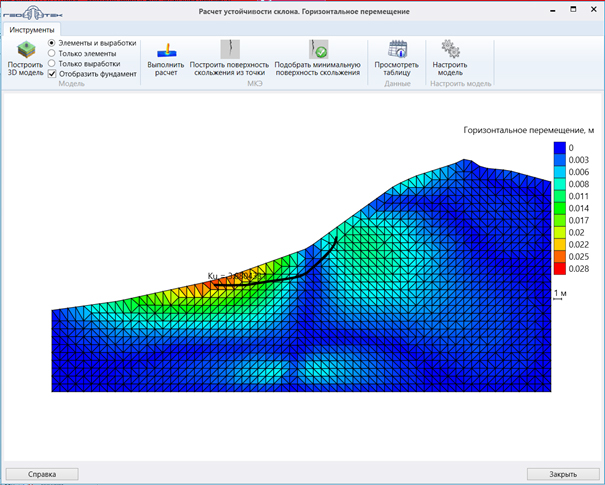 ГЕО ТЕК
Расчет устойчивости склона. Горизонтальное перемещение
Инструменты
Построить 3D модель
Элементы и выработки
Только элементы
Только выработки
Отобразить фундамент
Модель
Выполнить расчет
Построить поверхность скольжения из точки
Подобрать минимальную поверхность скольжения
МКЭ
Просмотреть таблицу
Данные
Настроить модель
Настроить модель
Горизонтальное перемещение, м
0
0.003
0.006
0.008
0.011
0.014
0.017
0.02
0.022
0.025
0.028
1 м
Справка
Закрыть